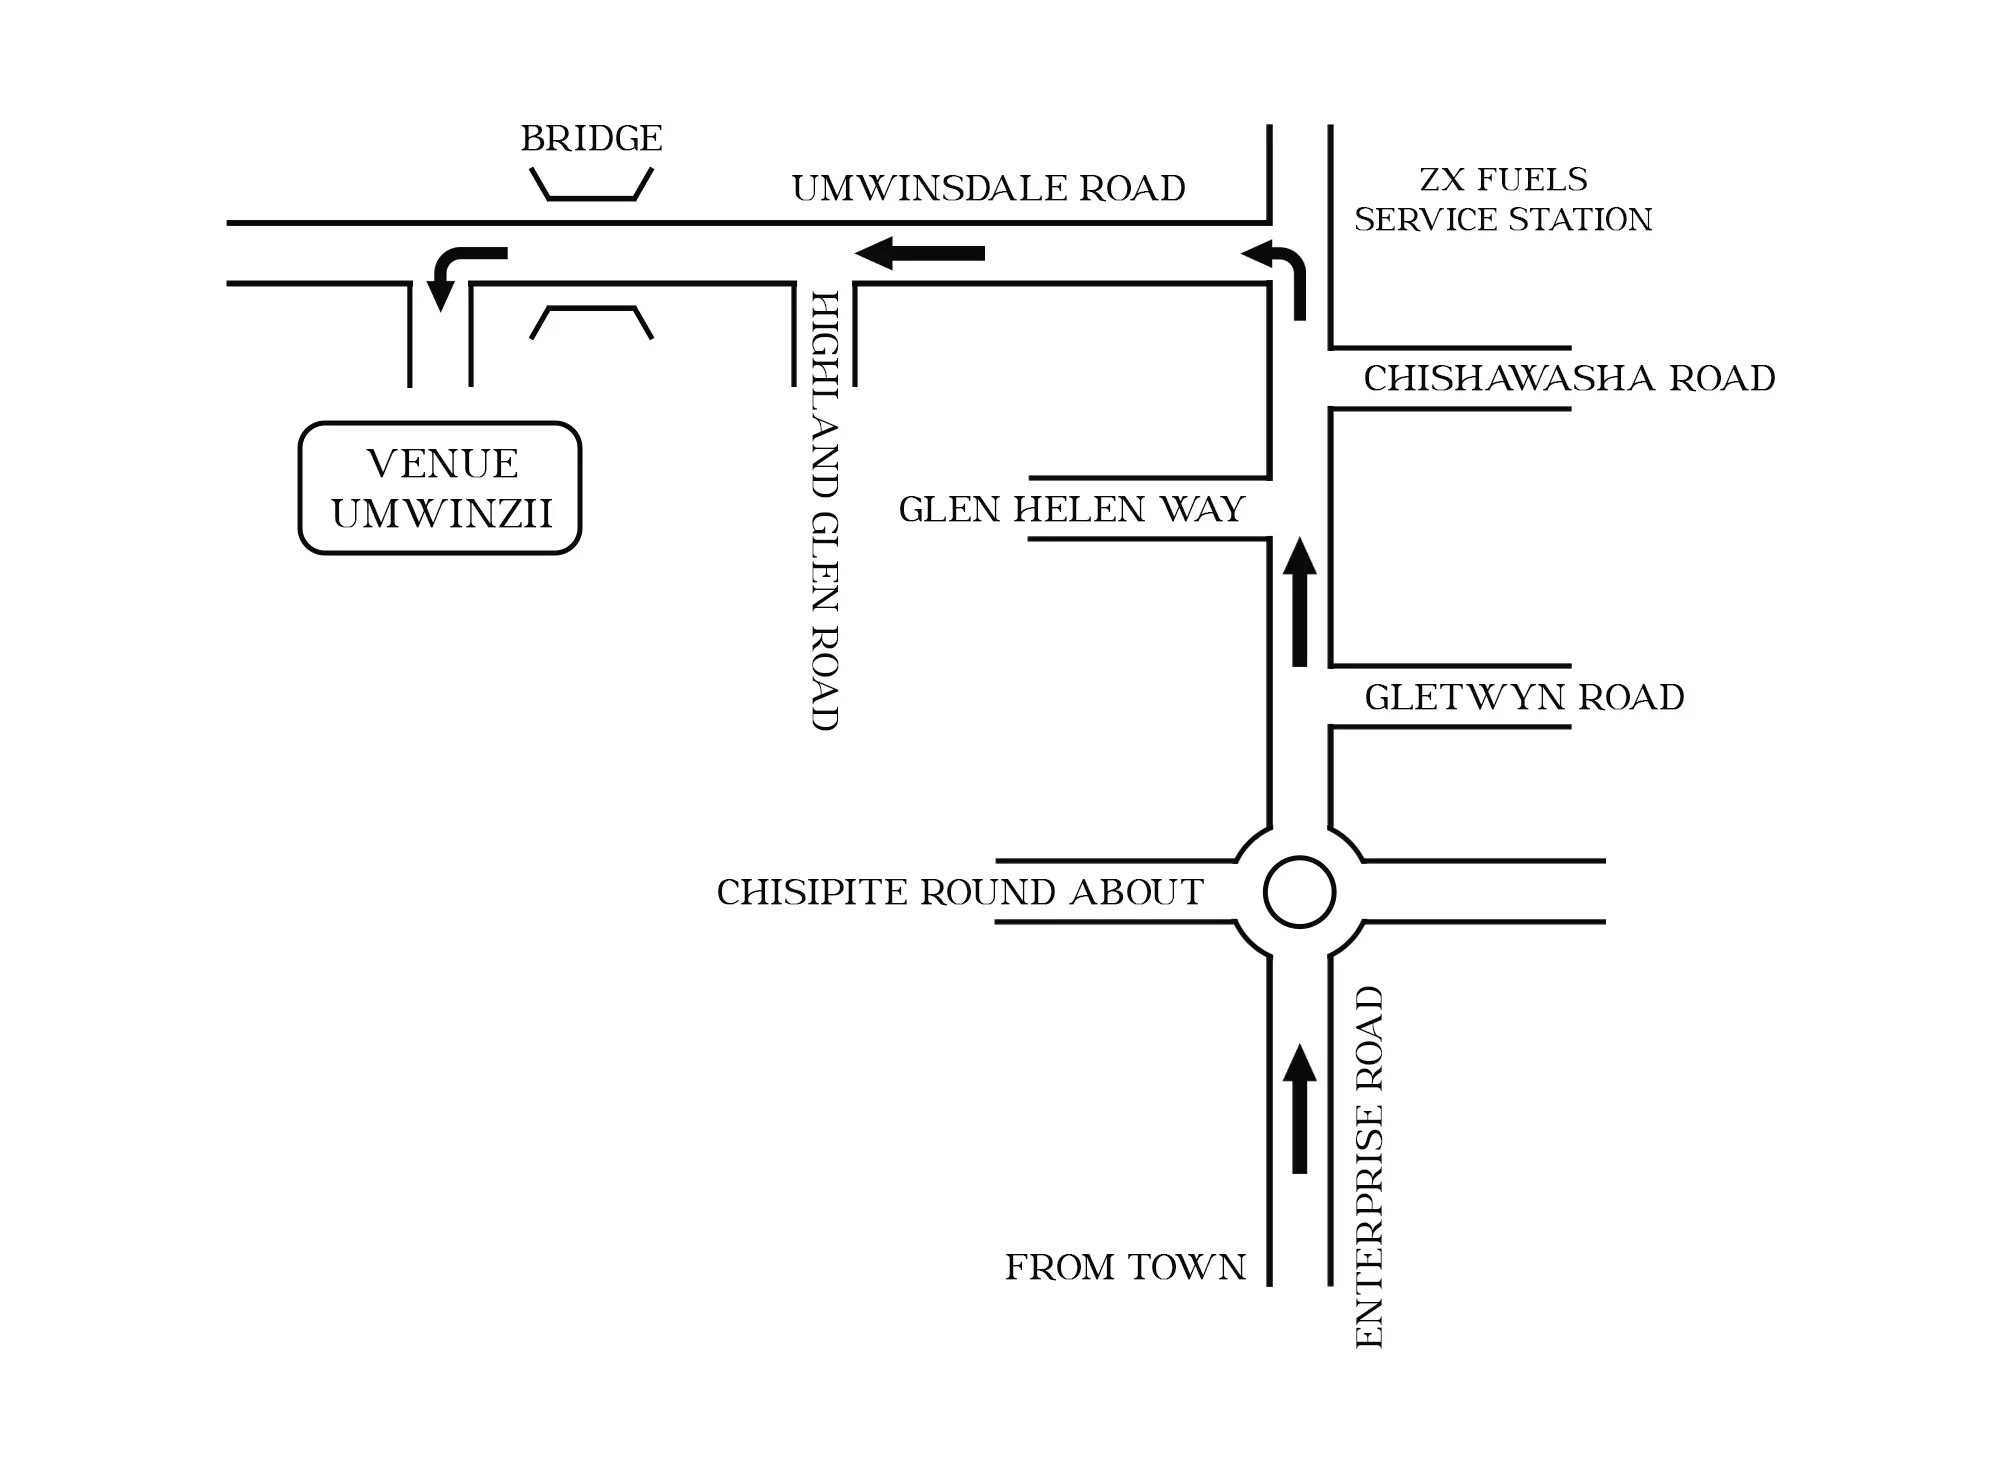 BRIDGE
UMWINSDALE ROAD
ZX FUELS
SERVICE STATION
CHISHAWASHA ROAD
HIGHLAND GLEN ROAD
VENUE
UMWINZII
GLEN HELEN WAY
GLETWYN ROAD
CHISIPITE ROUND ABOUT
ENTERPRISE ROAD
FROM TOWN